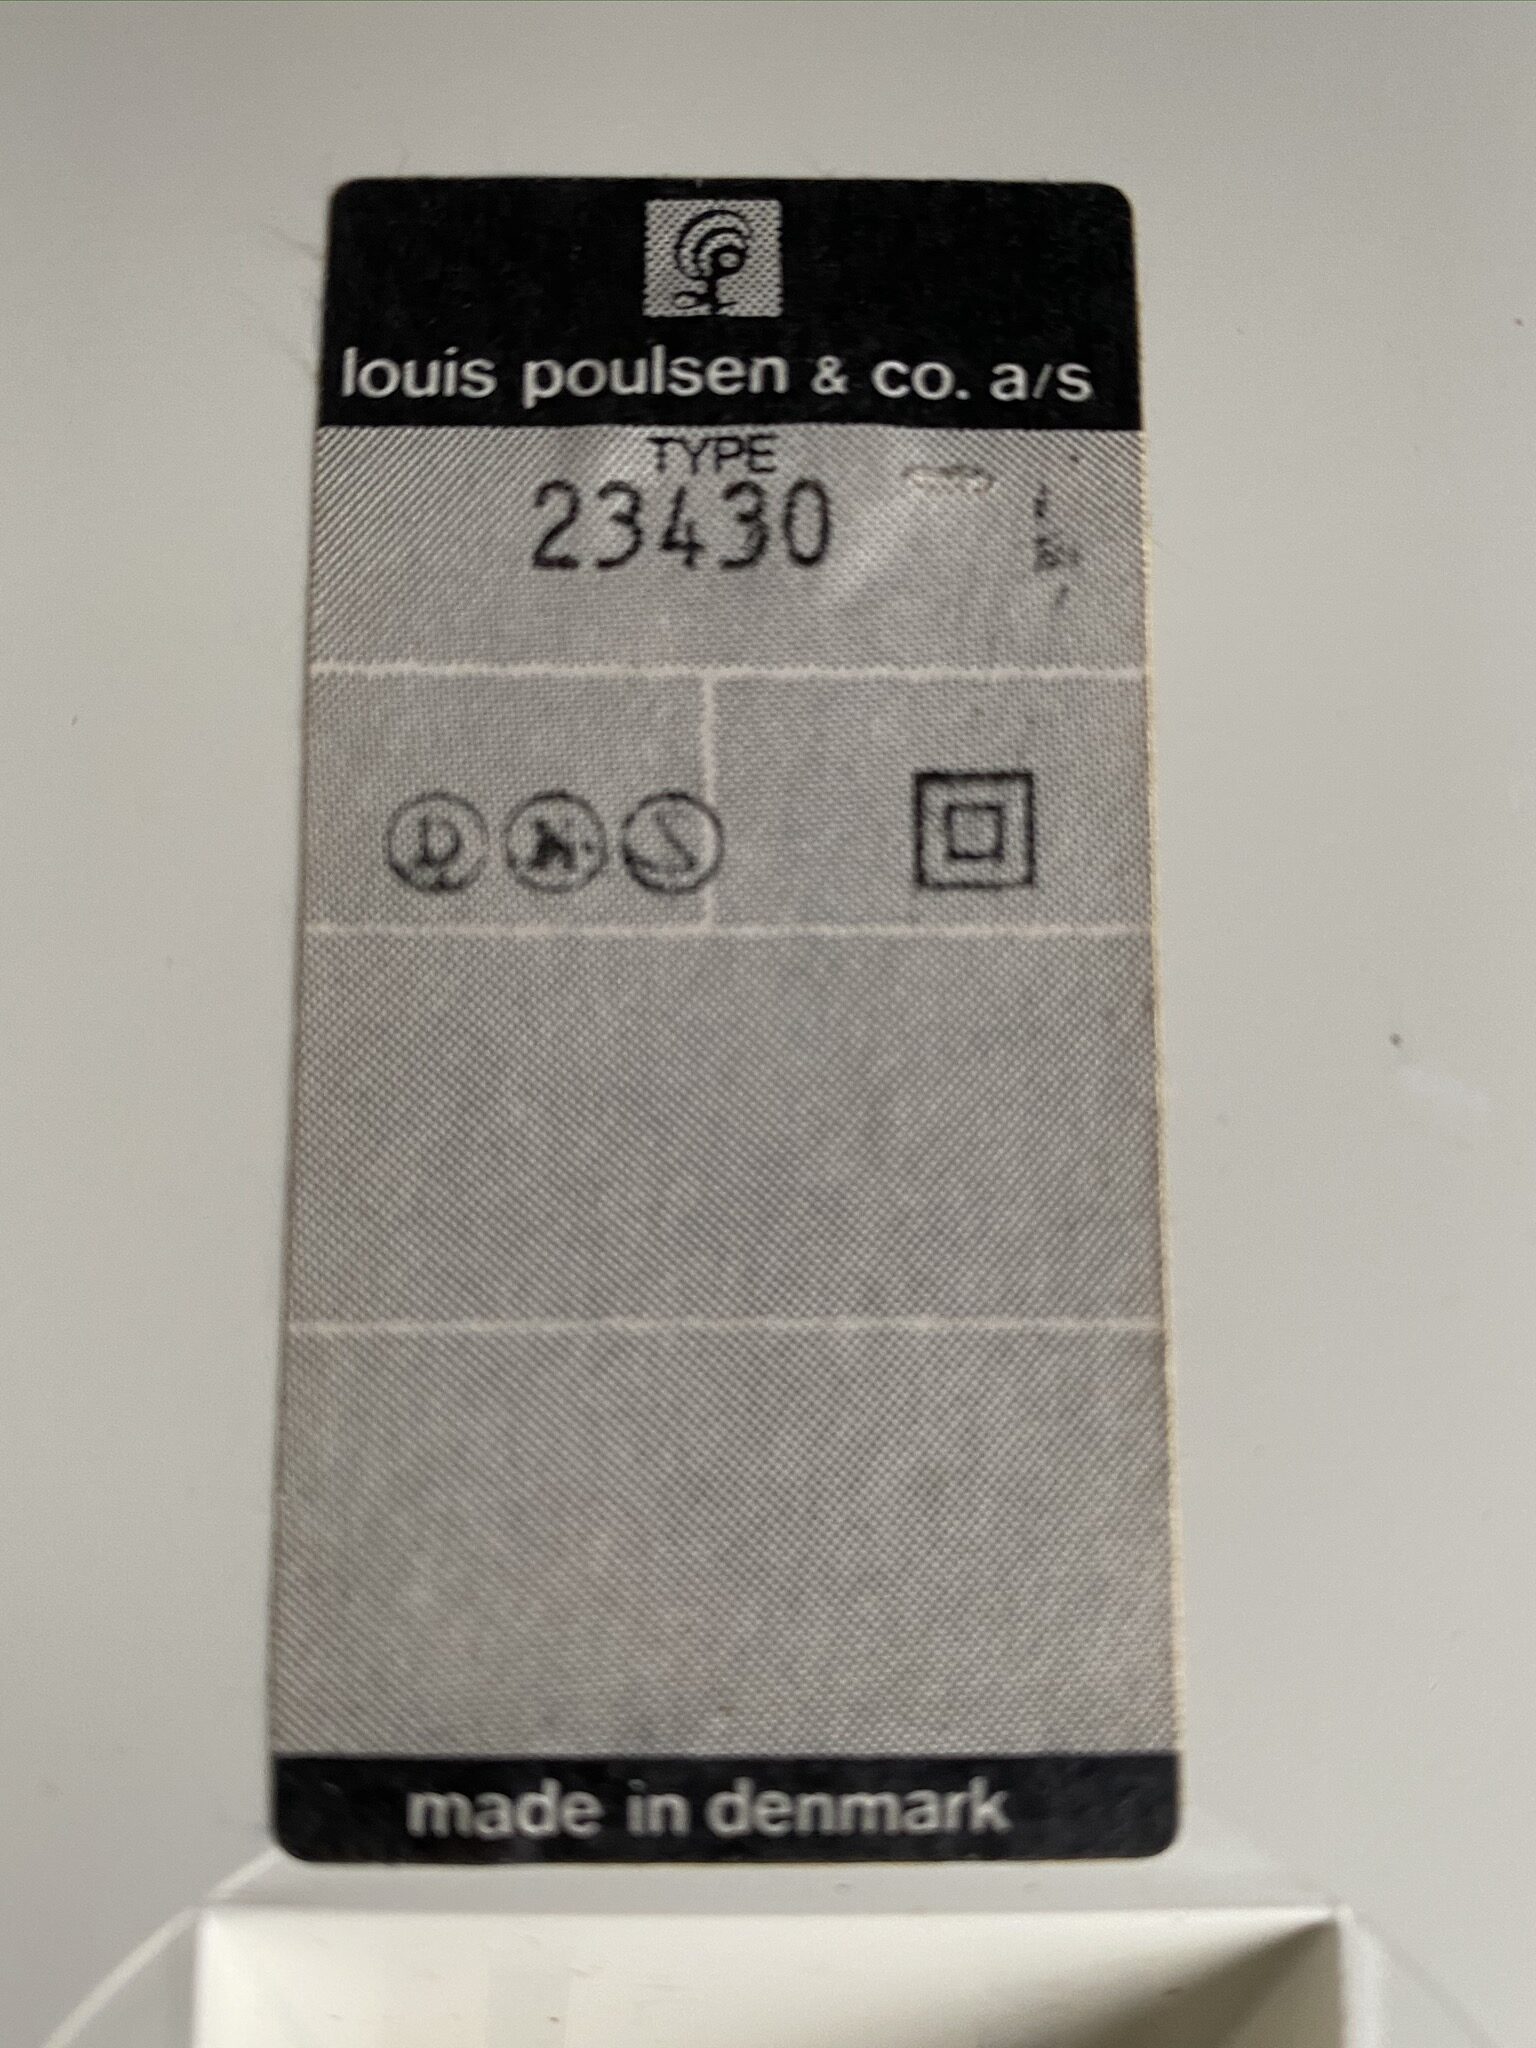 louis poulsen & co. a/s
TYPE
23430
D N S
made in denmark